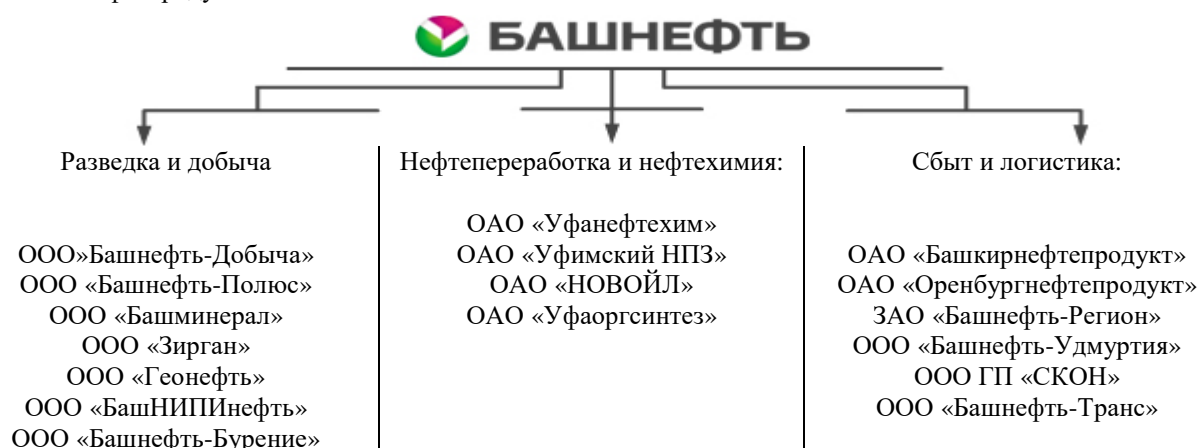 БАШНЕФТЬ
Разведка и добыча
ООО»Башнефть-Добыча»
ООО «Башнефть-Полюс»
ООО «Башминерал»
ООО «Зирган»
ООО «Геонефть»
ООО «БашНИПИнефть»
ООО «Башнефть-Бурение»
Нефтепереработка и нефтехимия:
ОАО «Уфанефтехим»
ОАО «Уфимский НПЗ»
ОАО «НОВОЙЛ»
ОАО «Уфаоргсинтез»
Сбыт и логистика:
ОАО «Башкирнефтепродукт»
ОАО «Оренбургнефтепродукт»
ЗАО «Башнефть-Регион»
ООО «Башнефть-Удмуртия»
ООО ГП «СКОН»
ООО «Башнефть-Транс»